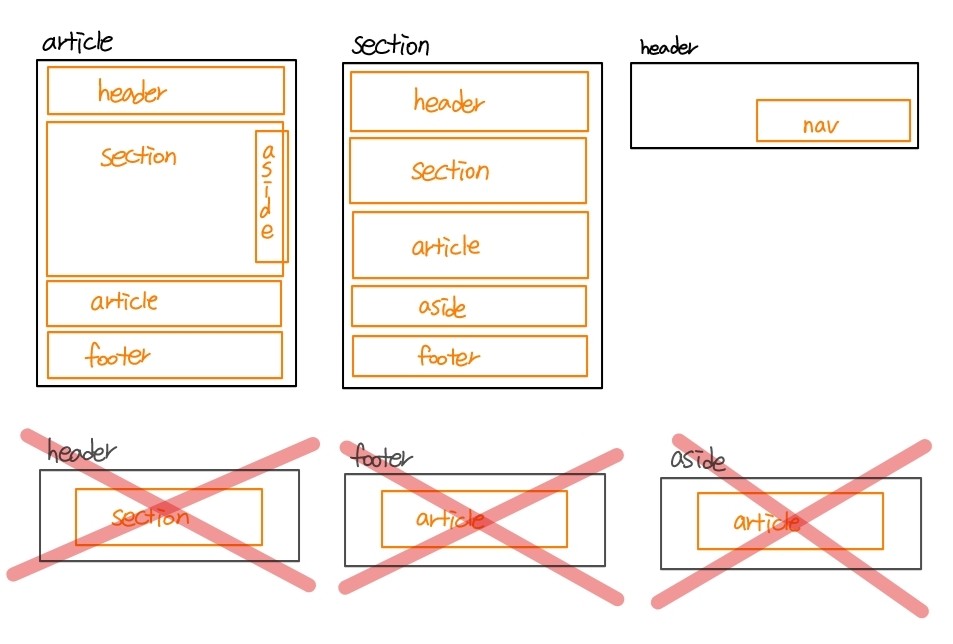 article
header
section
aside
article
footer
section
header
section
article
aside
footer
header
nav
header
section
footer
article
aside
article